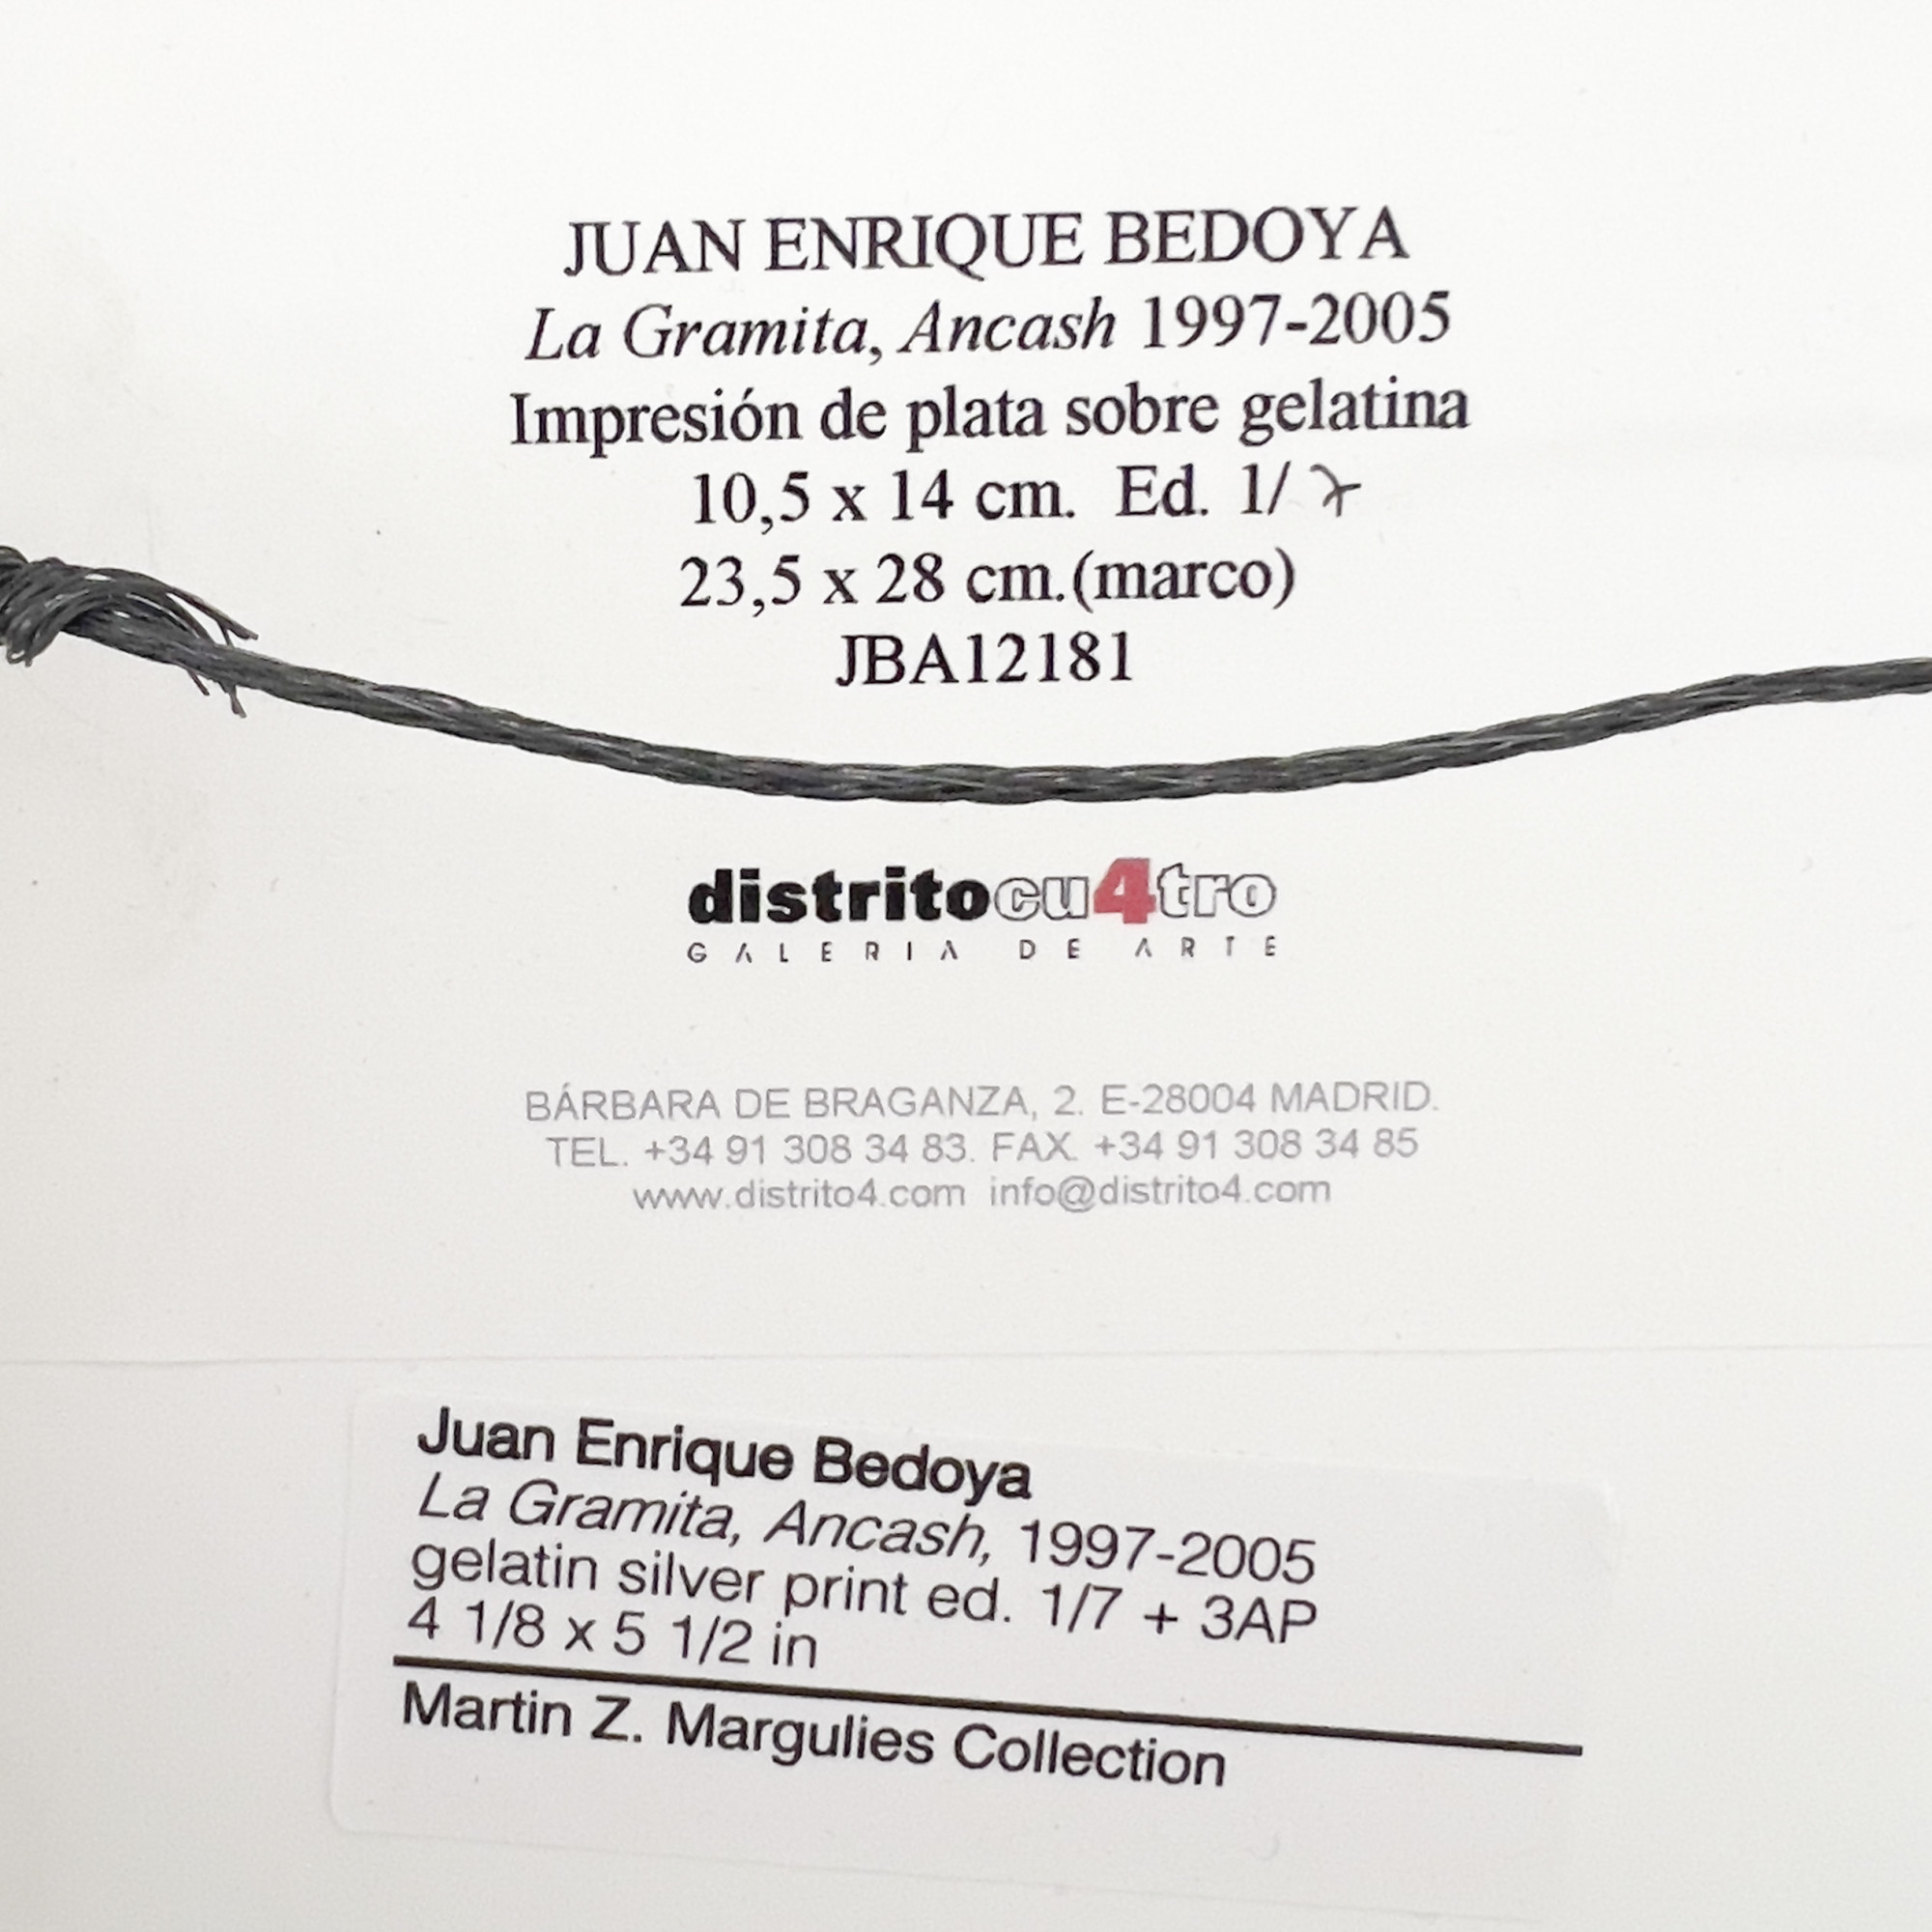 JUAN ENRIQUE BEDOYA
La Gramita, Ancash 1997-2005
Impresión de plata sobre gelatina
10,5 x 14 cm. Ed. 1/ 7
23,5 x 28 cm.(marco)
JBA12181
distritocu4tro
GALERIA DE ARTE
BÁRBARA DE BRAGANZA, 2. E-28004 MADRID.
TEL. +34 91 308 34 83. FAX. +34 91 308 34 85
www.distrito4.com info@distrito4.com
Juan Enrique Bedoya
La Gramita, Ancash, 1997-2005
gelatin silver print ed. 1/7 + 3AP
4 1/8 x 5 1/2 in
Martin Z. Margulies Collection